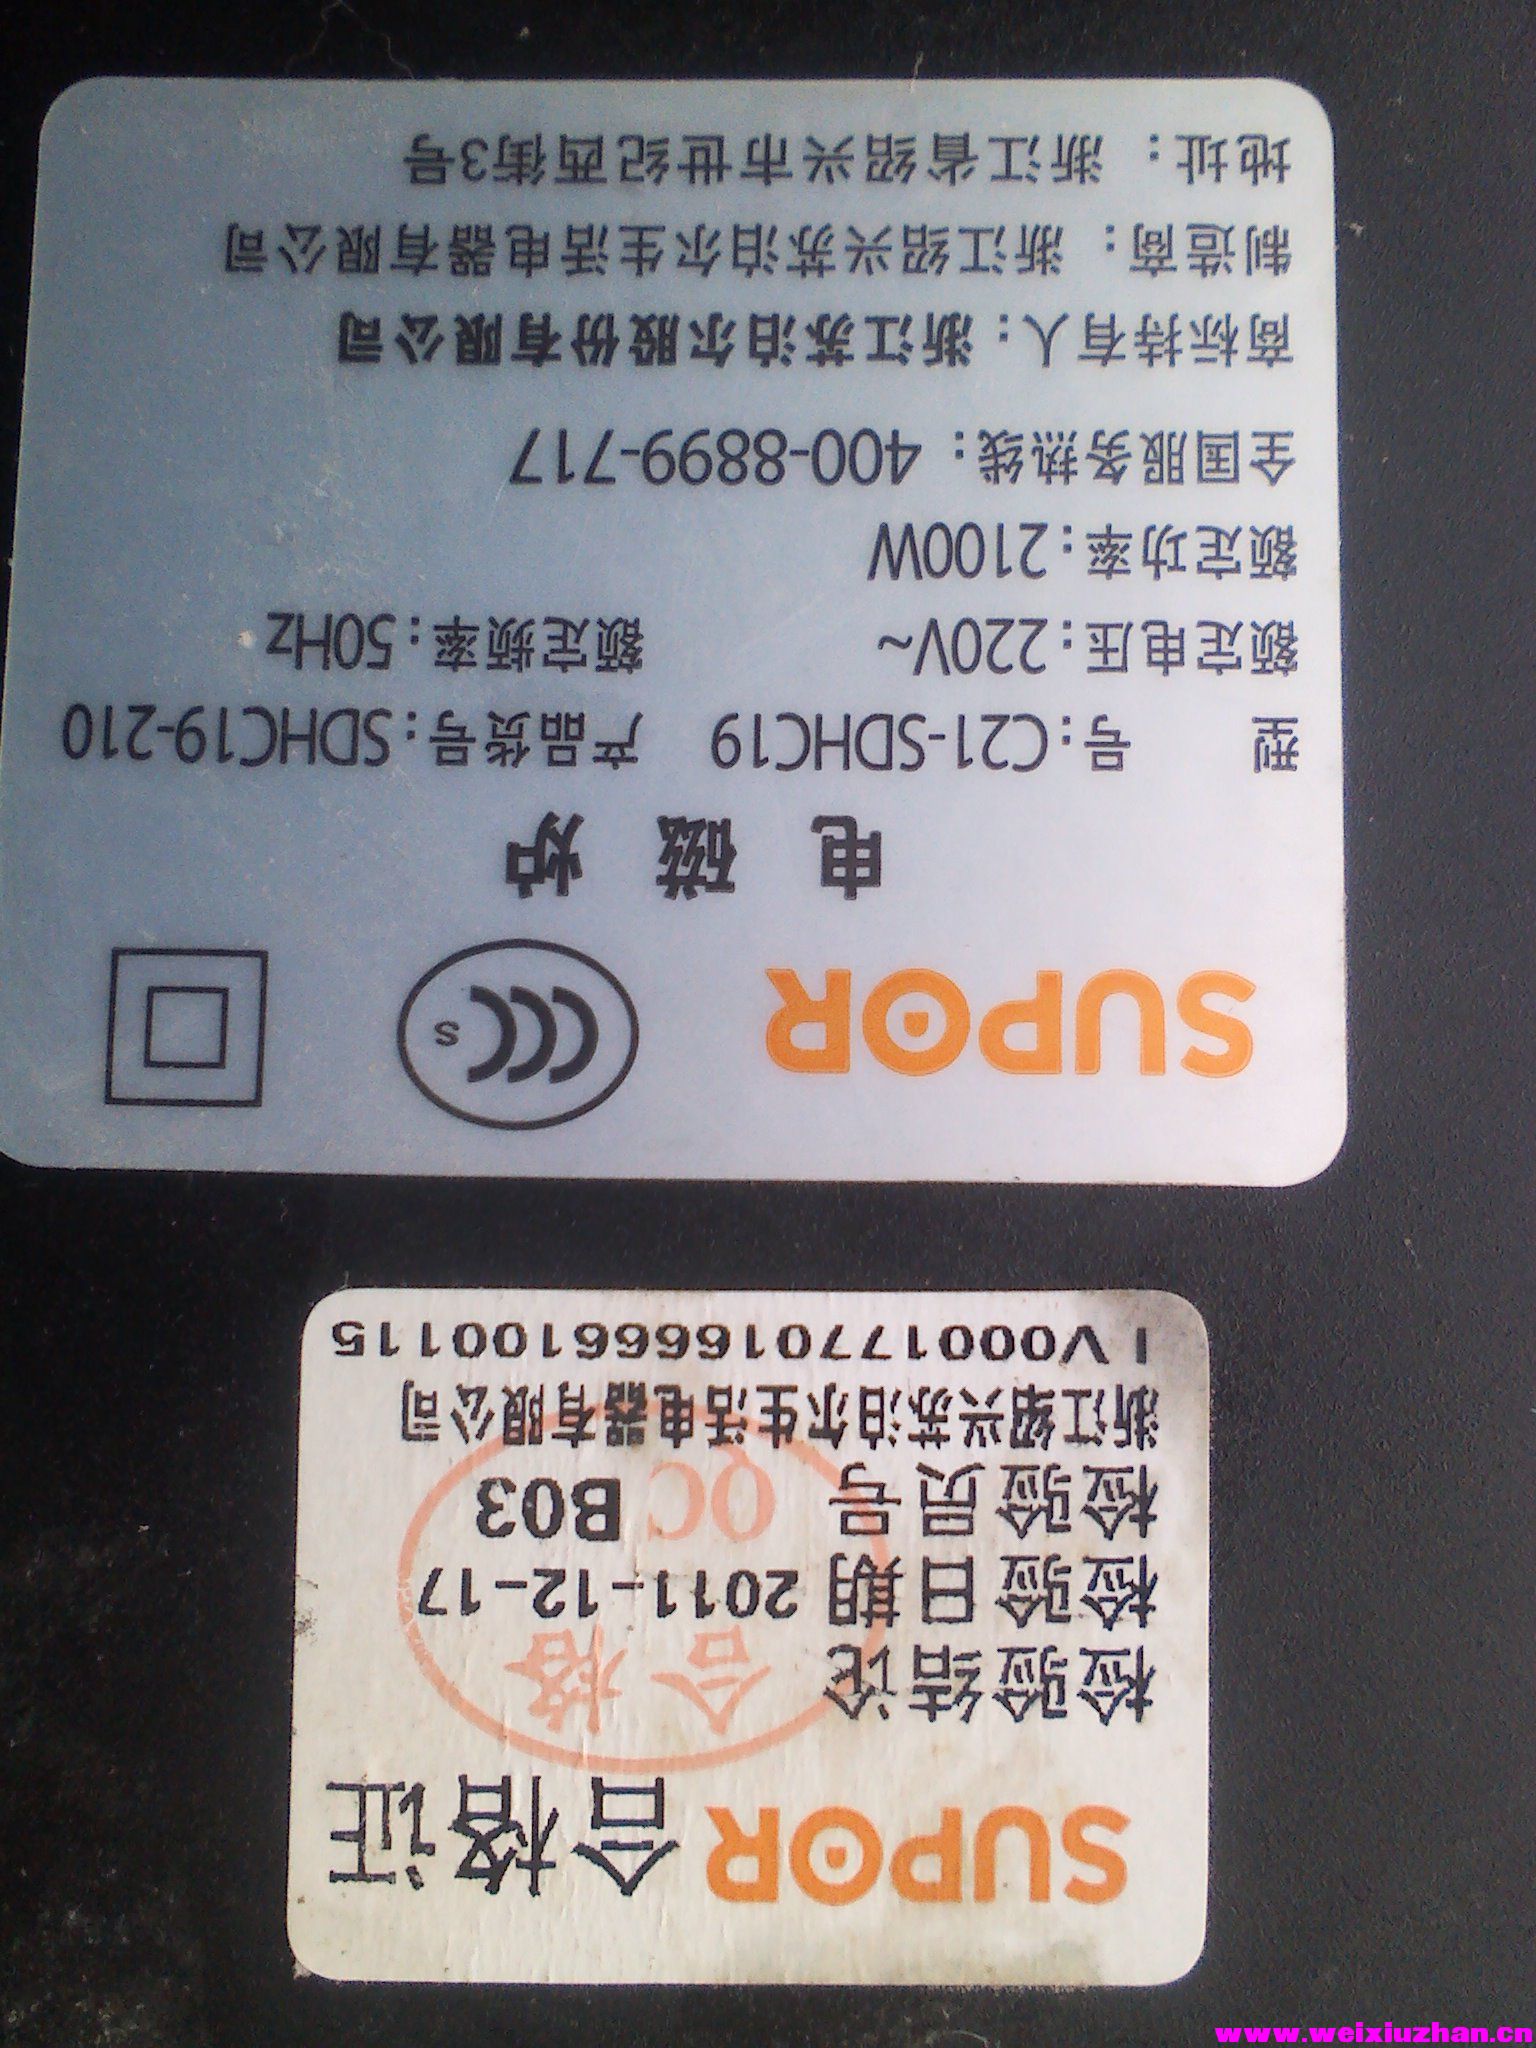 SUPOR 合格证
检验结论 合格
检验日期 2011-12-17
检验员号 B03 QC
浙江绍兴苏泊尔生活电器有限公司
IV000177016666100115
SUPOR CCC S
电磁炉
型 号:C21-SDHC19 产品货号:SDHC19-210
额定电压:220V~ 额定频率:50Hz
额定功率:2100W
全国服务热线: 400-8899-717
商标持有人: 浙江苏泊尔股份有限公司
制造商: 浙江绍兴苏泊尔生活电器有限公司
地址: 浙江省绍兴市世纪西街3号
www.weixiuzhan.cn